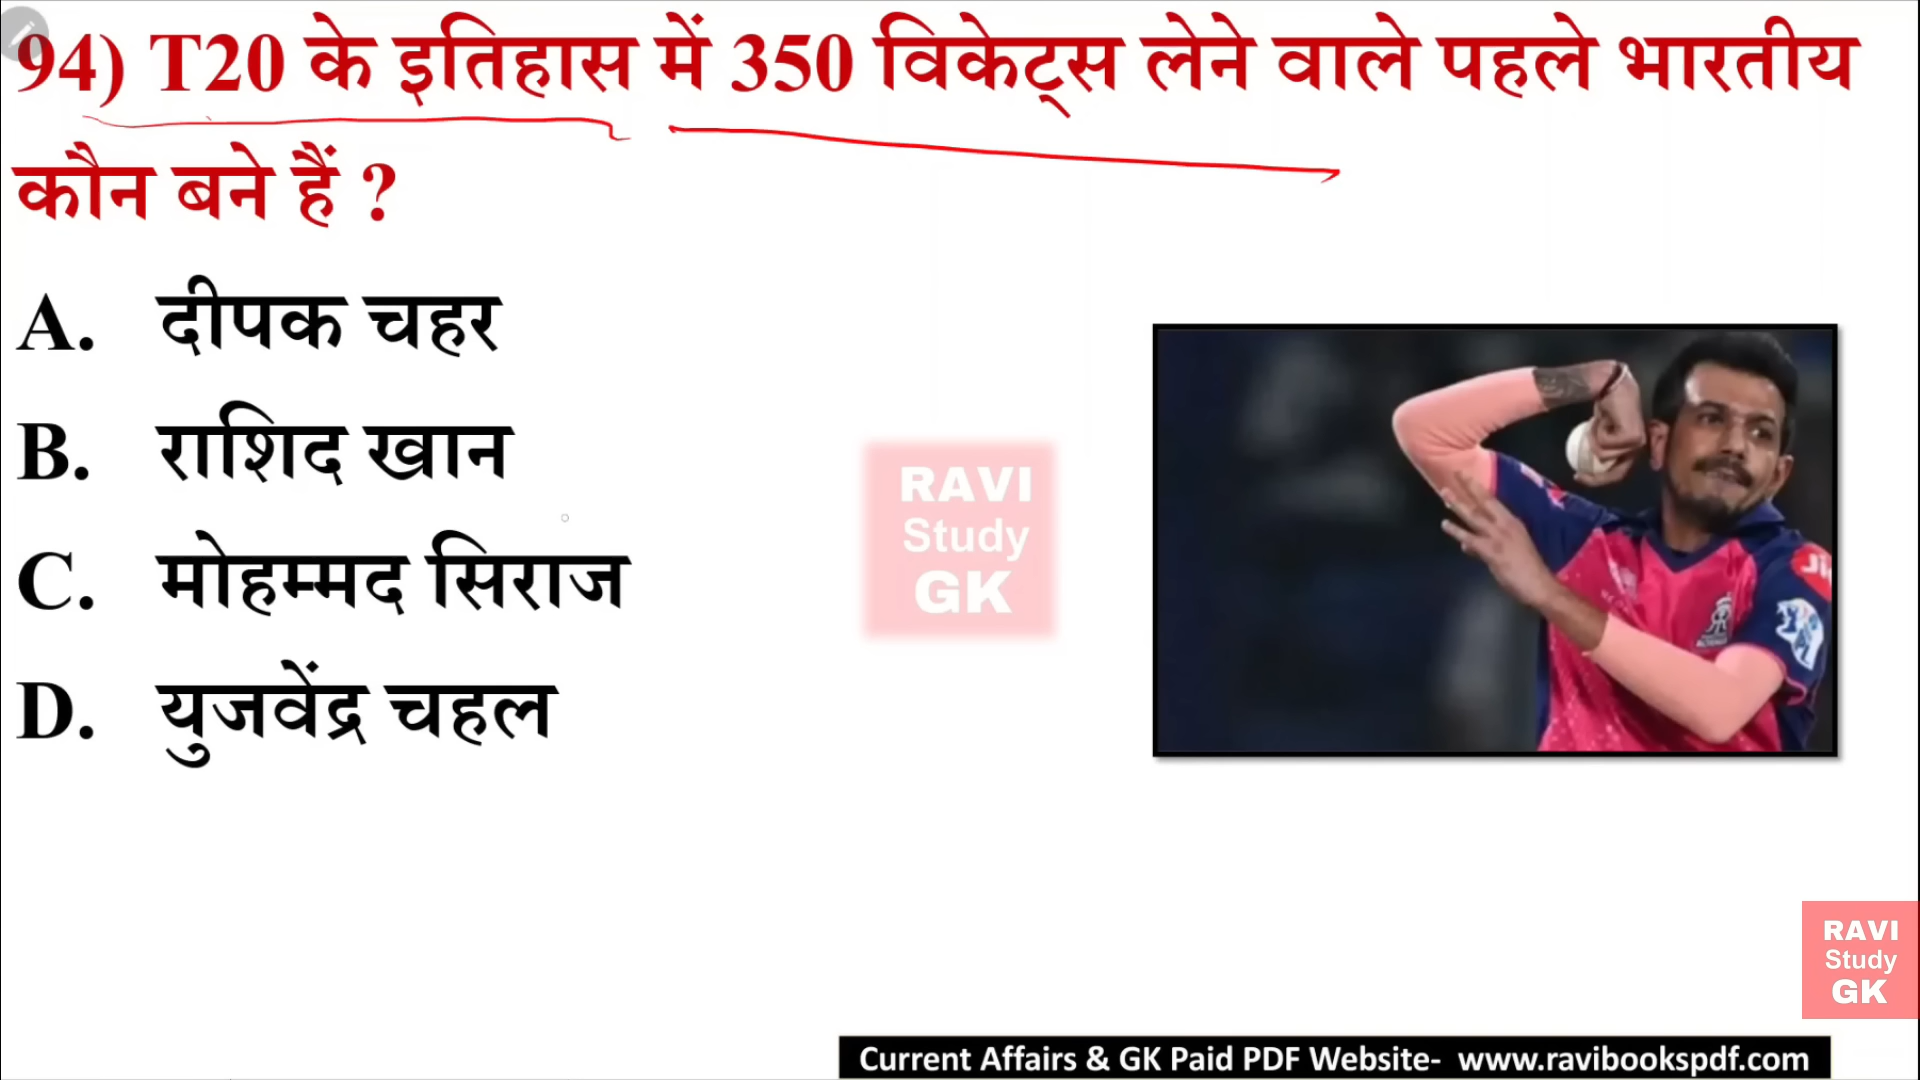 94) T20 के इतिहास में 350 विकेट्स लेने वाले पहले भारतीय
कौन बने हैं ?
A. दीपक चहर
B. राशिद खान
C. मोहम्मद सिराज
D. युजवेंद्र चहल
RAVI
Study
GK
RAVI
Study
GK
Current Affairs & GK Paid PDF Website- www.ravibookspdf.com